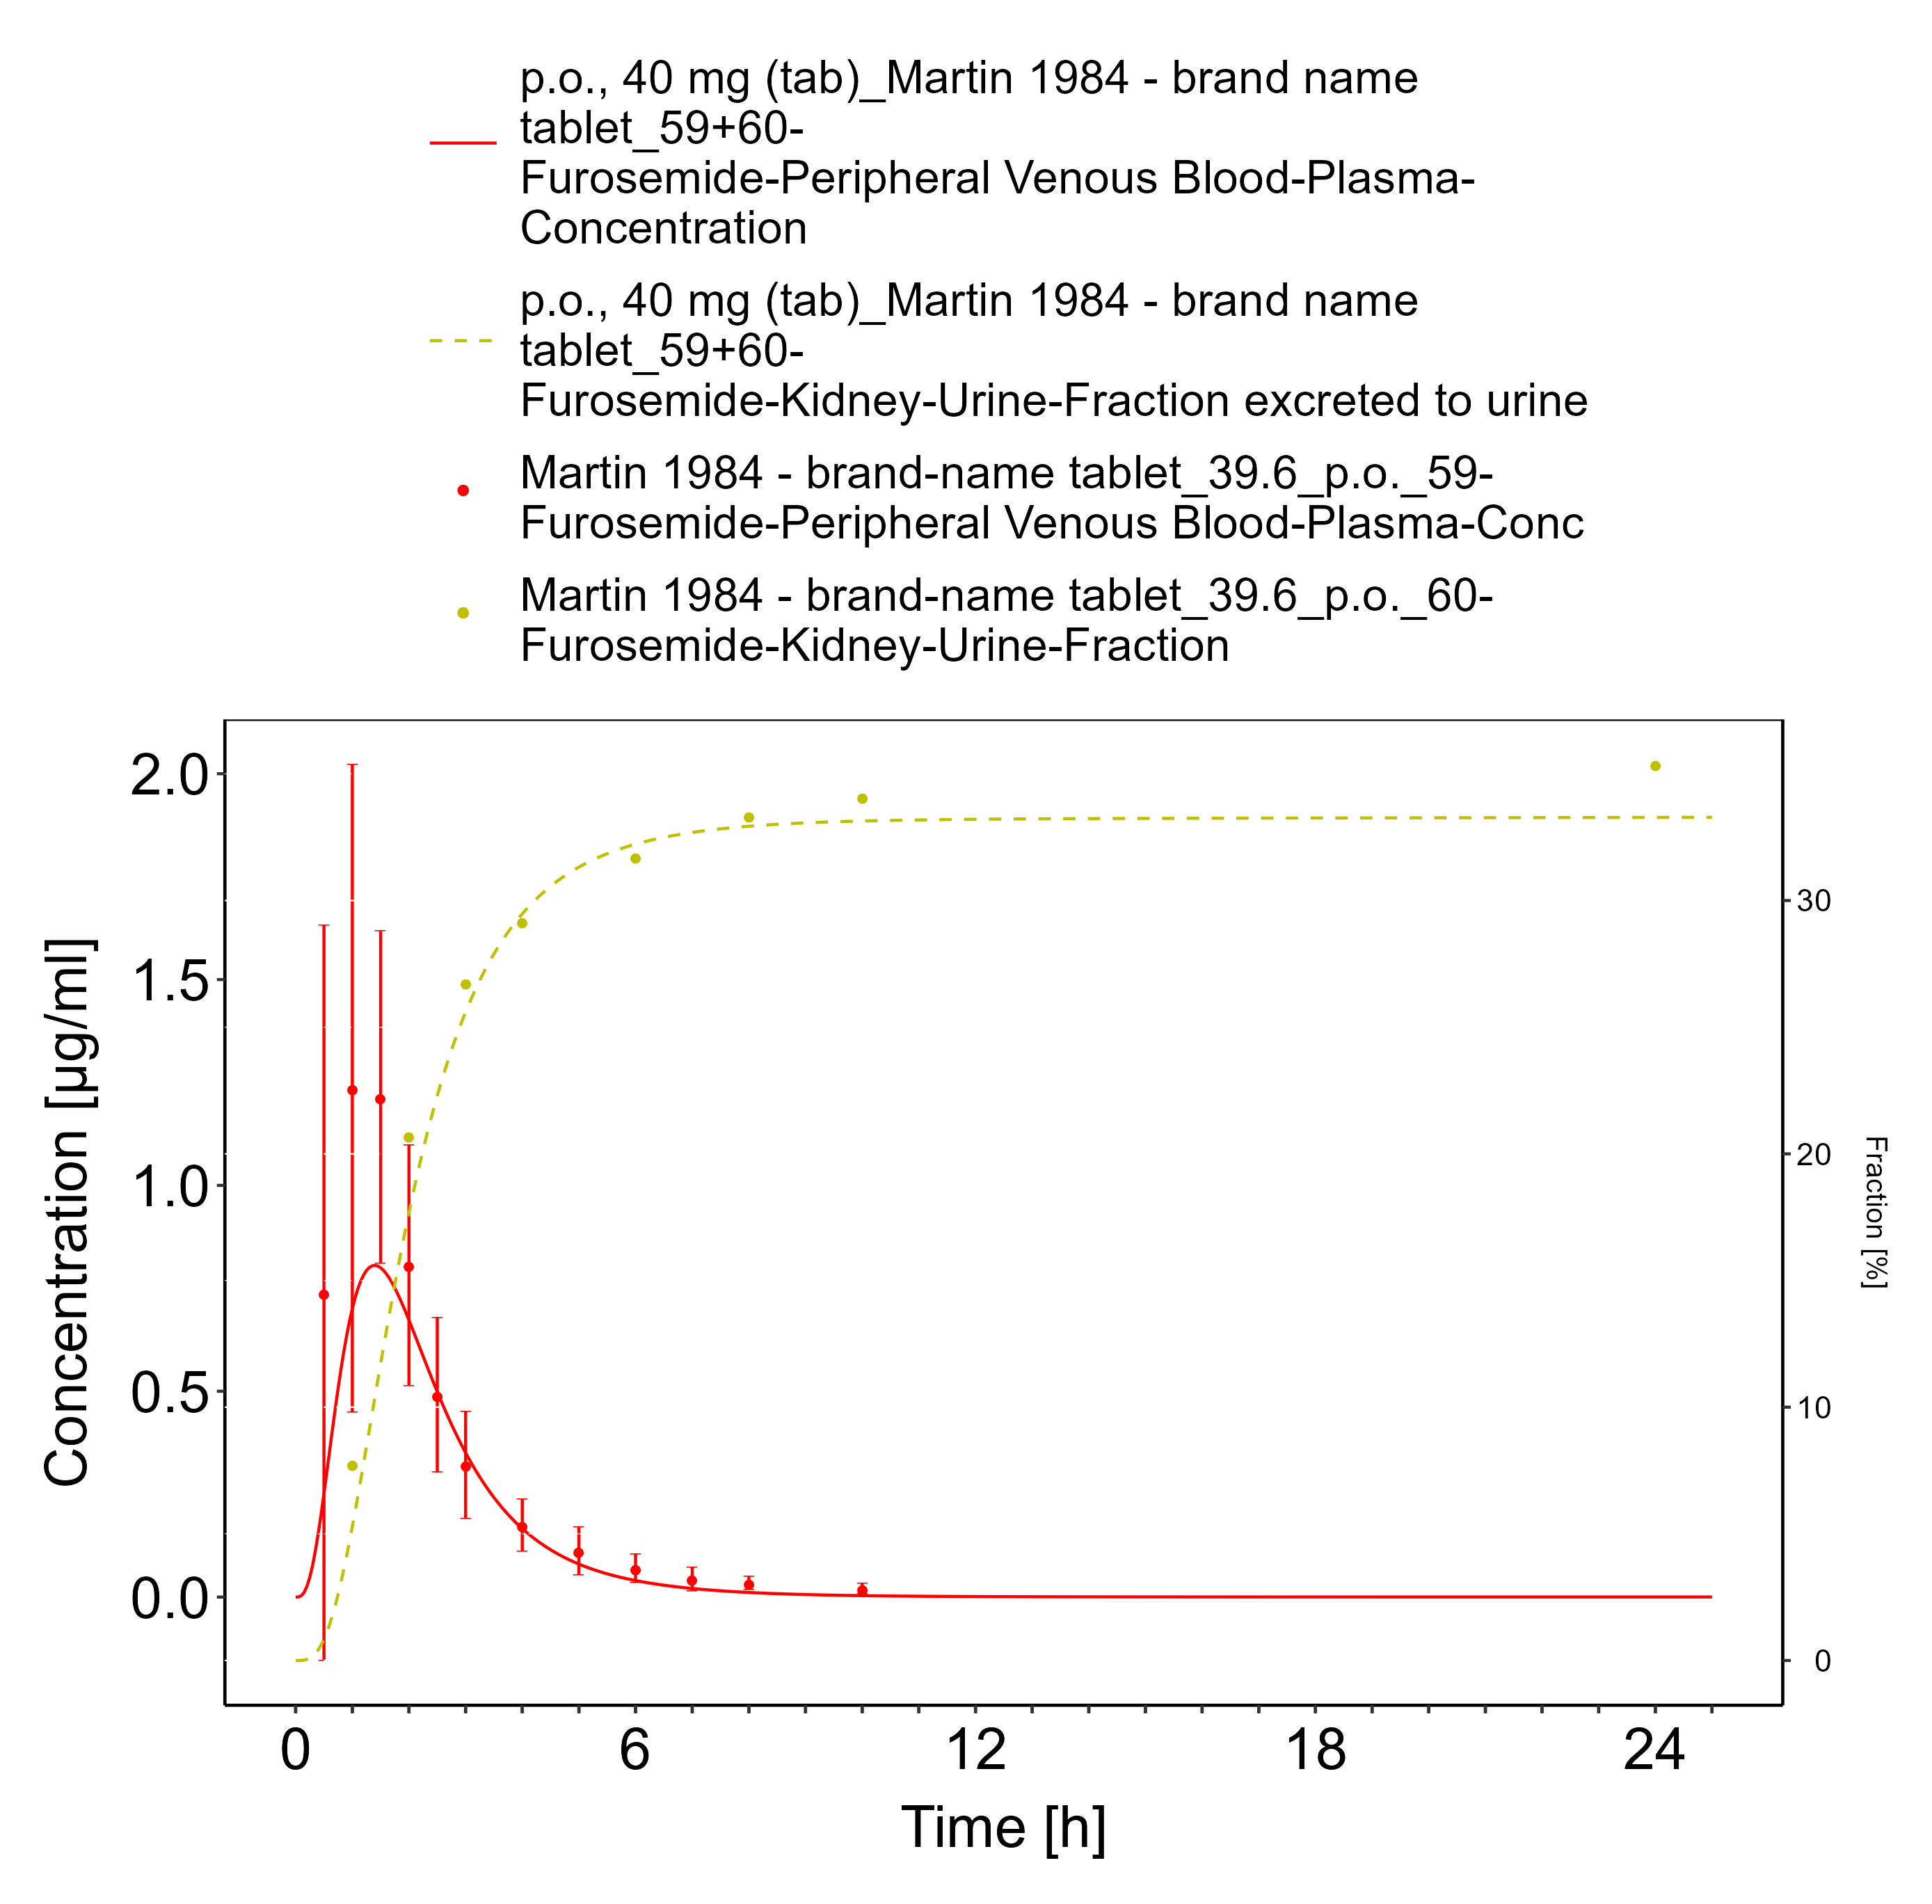 p.o., 40 mg (tab)_Martin 1984 - brand name
tablet_59+60-
Furosemide-Peripheral Venous Blood-Plasma-
Concentration
p.o., 40 mg (tab)_Martin 1984 - brand name
tablet_59+60-
Furosemide-Kidney-Urine-Fraction excreted to urine
Martin 1984 - brand-name tablet_39.6_p.o._59-
Furosemide-Peripheral Venous Blood-Plasma-Conc
Martin 1984 - brand-name tablet_39.6_p.o._60-
Furosemide-Kidney-Urine-Fraction
Concentration [µg/ml]
2.0
1.5
1.0
0.5
0.0
30
20
10
0
Fraction [%]
0
6
12
18
24
Time [h]